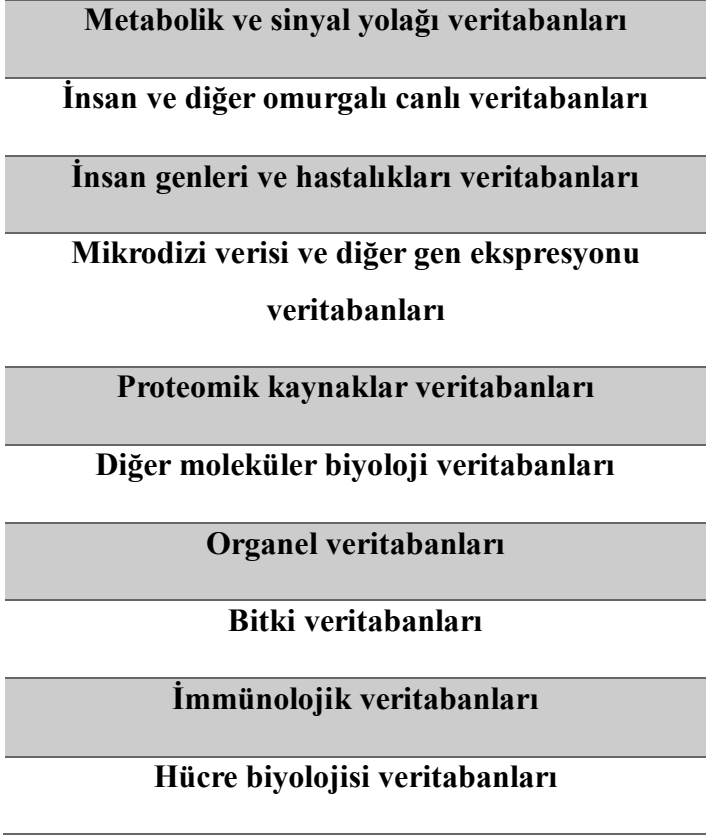 Metabolik ve sinyal yolağı veritabanları
İnsan ve diğer omurgalı canlı veritabanları
İnsan genleri ve hastalıkları veritabanları
Mikrodizi verisi ve diğer gen ekspresyonu
veritabanları
Proteomik kaynaklar veritabanları
Diğer moleküler biyoloji veritabanları
Organel veritabanları
Bitki veritabanları
İmmünolojik veritabanları
Hücre biyolojisi veritabanları